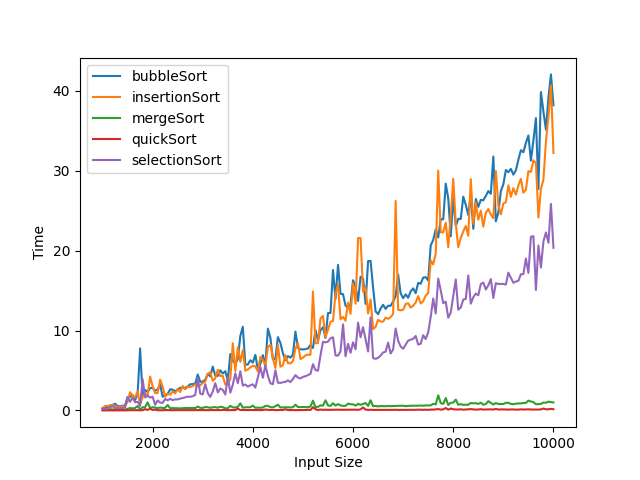 bubbleSort
insertionSort
mergeSort
quickSort
selectionSort
40
30
20
10
0
Time
2000 4000 6000 8000 10000
Input Size